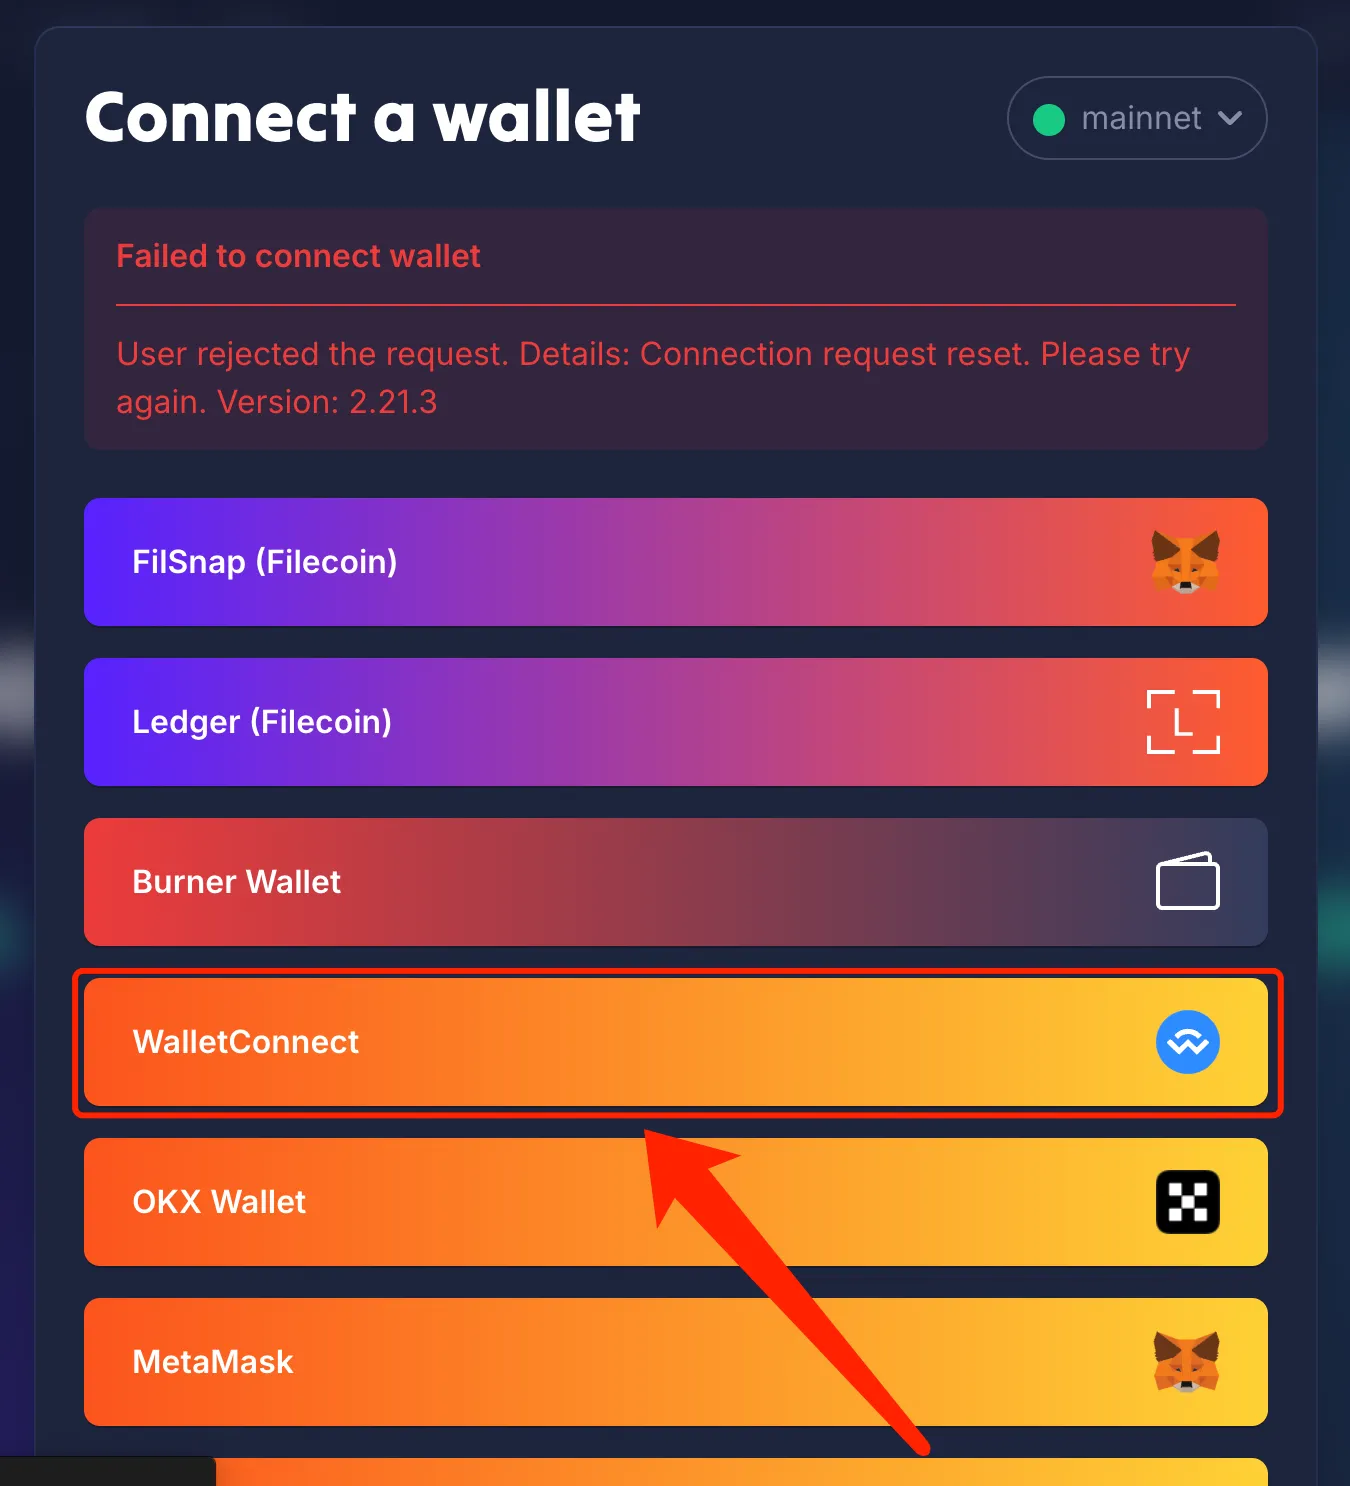 Connect a wallet
mainnet
Failed to connect wallet
User rejected the request. Details: Connection request reset. Please try
again. Version: 2.21.3
FilSnap (Filecoin)
Ledger (Filecoin)
L
Burner Wallet
WalletConnect
OKX Wallet
MetaMask